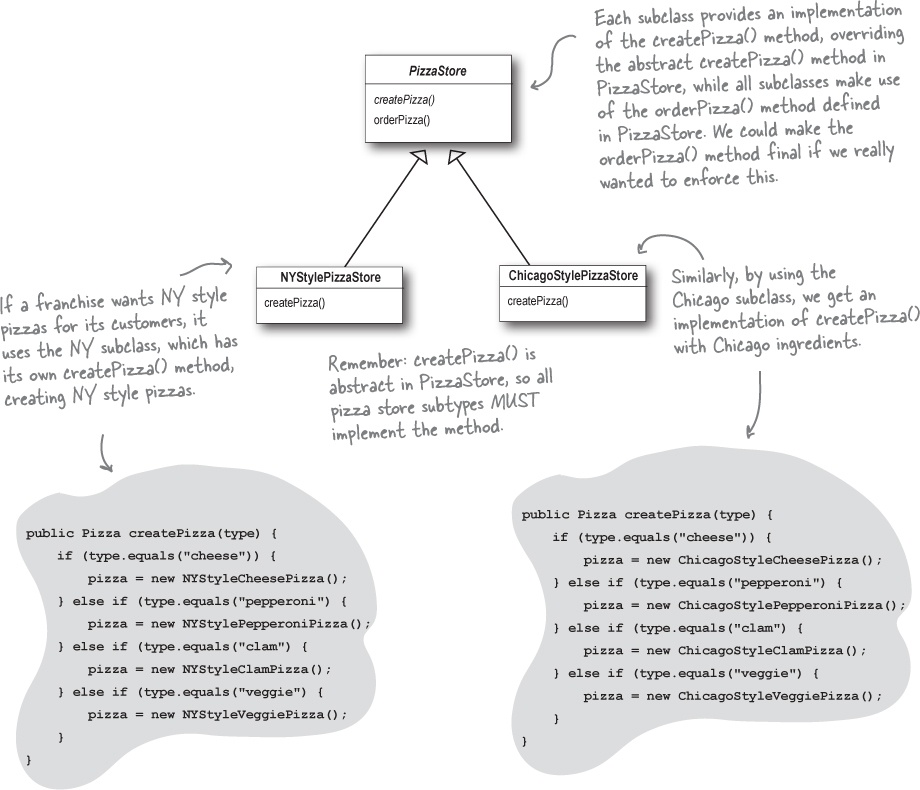 Each subclass provides an implementation
of the createPizza() method, overriding
the abstract createPizza() method in
PizzaStore, while all subclasses make use
of the orderPizza() method defined
in PizzaStore. We could make the
orderPizza() method final if we really
wanted to enforce this.
PizzaStore
createPizza()
orderPizza()
NYStylePizzaStore
createPizza()
ChicagoStylePizzaStore
createPizza()
If a franchise wants NY style
pizzas for its customers, it
uses the NY subclass, which has
its own createPizza() method,
creating NY style pizzas.
Remember: createPizza() is
abstract in PizzaStore, so all
pizza store subtypes MUST
implement the method.
Similarly, by using the
Chicago subclass, we get an
implementation of createPizza()
with Chicago ingredients.
public Pizza createPizza(type) {
if (type.equals("cheese")) {
pizza = new NYStyleCheesePizza();
} else if (type.equals("pepperoni") {
pizza = new NYStylePepperoniPizza();
} else if (type.equals("clam") {
pizza = new NYStyleClamPizza();
} else if (type.equals("veggie") {
pizza = new NYStyleVeggiePizza();
}
}
public Pizza createPizza(type) {
if (type.equals("cheese")) {
pizza = new ChicagoStyleCheesePizza();
} else if (type.equals("pepperoni") {
pizza = new ChicagoStylePepperoniPizza();
} else if (type.equals("clam") {
pizza = new ChicagoStyleClamPizza();
} else if (type.equals("veggie") {
pizza = new ChicagoStyleVeggiePizza();
}
}